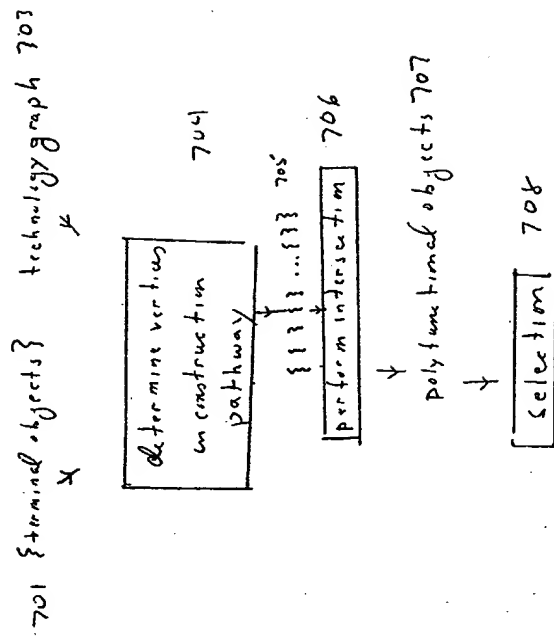 701 {terminal objects} technology graph 703
determine vertices
in construction
pathway
704
{{}{} ...{}} 705
perform intersection 706
polyfunctional objects 707
Selection 708